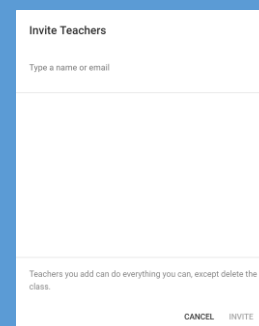 Invite Teachers
Type a name or email
Teachers you add can do everything you can, except delete the
class.
CANCEL INVITE